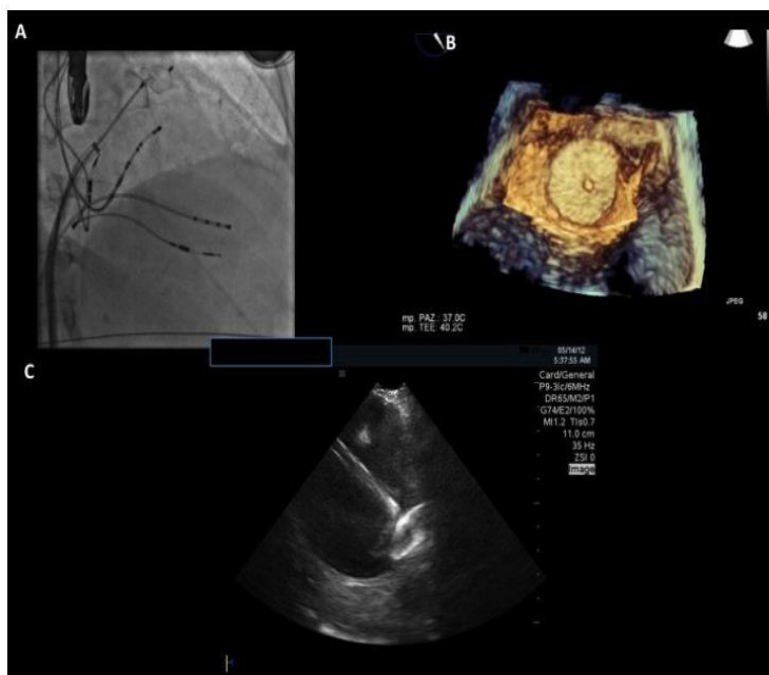 A
B
JPEG
58
mp. PAZ.: 37.0C
mp. TEE: 40.2C
C
05/14/12
5:37:55 AM
Card/General
P9-3ic/6MHz
DR65/M2/P1
G74/E2/100%
MI1.2 TIs0.7
11.0 cm
35 Hz
ZSI 0
Image